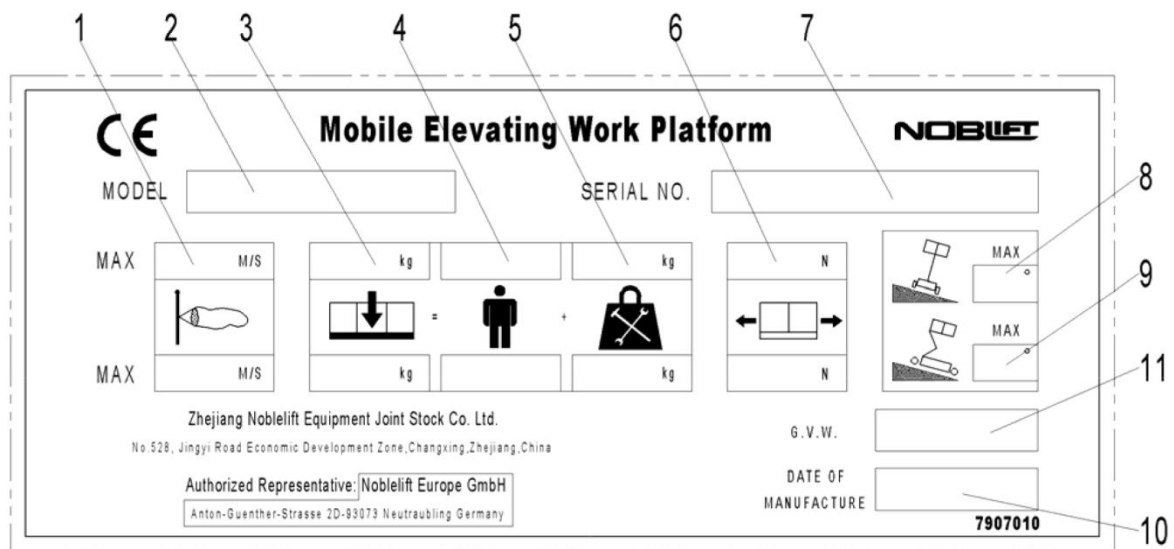 1 2 3 4 5 6 7
CE Mobile Elevating Work Platform NOBLIFT
MODEL SERIAL NO. 8
MAX M/S kg kg N MAX
° 9
= + MAX
°
MAX M/S kg kg N 11
Zhejiang Noblelift Equipment Joint Stock Co. Ltd.
No.528, Jingyi Road Economic Development Zone,Changxing,Zhejiang,China
G.V.W.
Authorized Representative: Noblelift Europe GmbH
Anton-Guenther-Strasse 2D-93073 Neutraubling Germany
DATE OF
MANUFACTURE
7907010 10